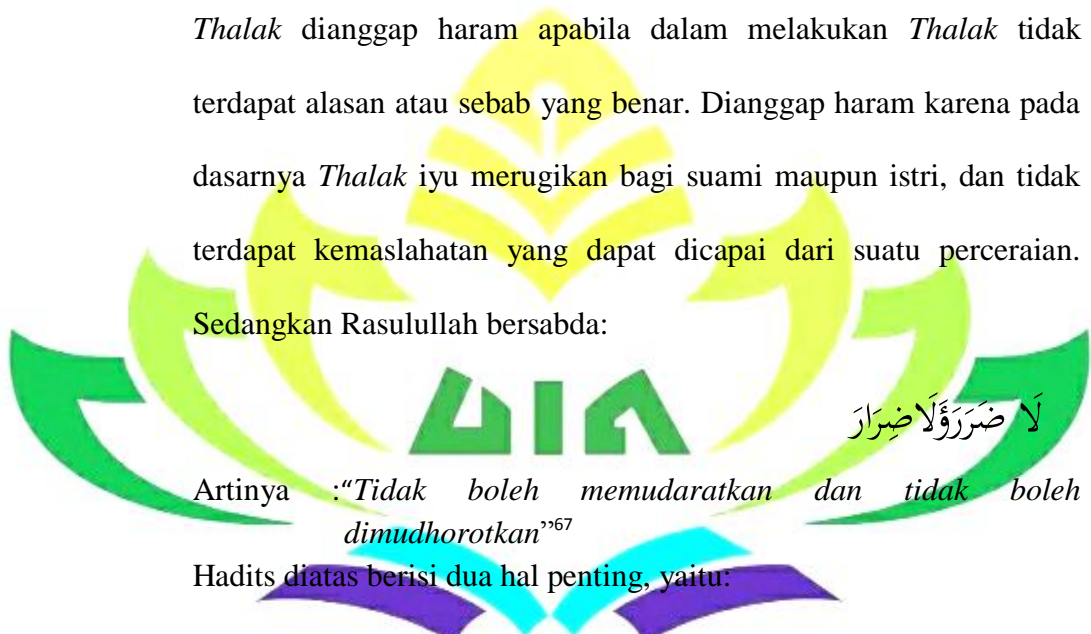 Thalak dianggap haram apabila dalam melakukan Thalak tidak
terdapat alasan atau sebab yang benar. Dianggap haram karena pada
dasarnya Thalak iyu merugikan bagi suami maupun istri, dan tidak
terdapat kemaslahatan yang dapat dicapai dari suatu perceraian.
Sedangkan Rasulullah bersabda:
لَا ضَرَرَؤَلَا ضِرَارَ
Artinya :“Tidak boleh memudaratkan dan tidak boleh
dimudhorotkan”67
Hadits diatas berisi dua hal penting, yaitu: